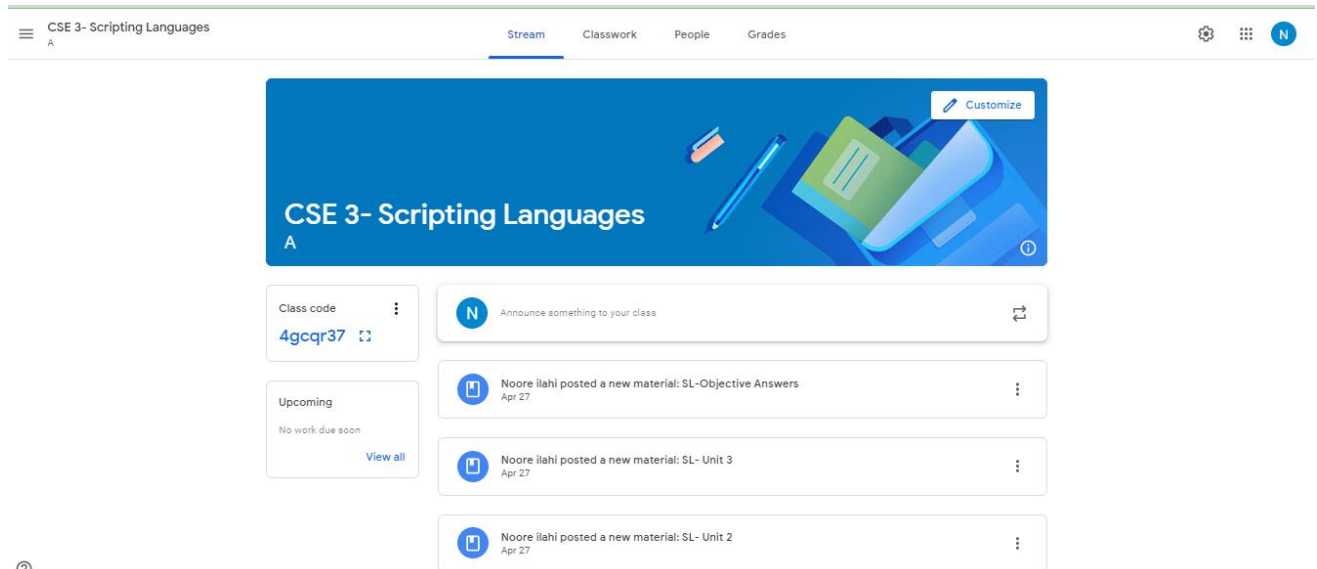 CSE 3- Scripting Languages
A
Stream Classwork People Grades
N
Customize
CSE 3- Scripting Languages
A
Class code
4gcqr37
Upcoming
No work due soon
View all
N Announce something to your class
Noore ilahi posted a new material: SL-Objective Answers
Apr 27
Noore ilahi posted a new material: SL- Unit 3
Apr 27
Noore ilahi posted a new material: SL- Unit 2
Apr 27